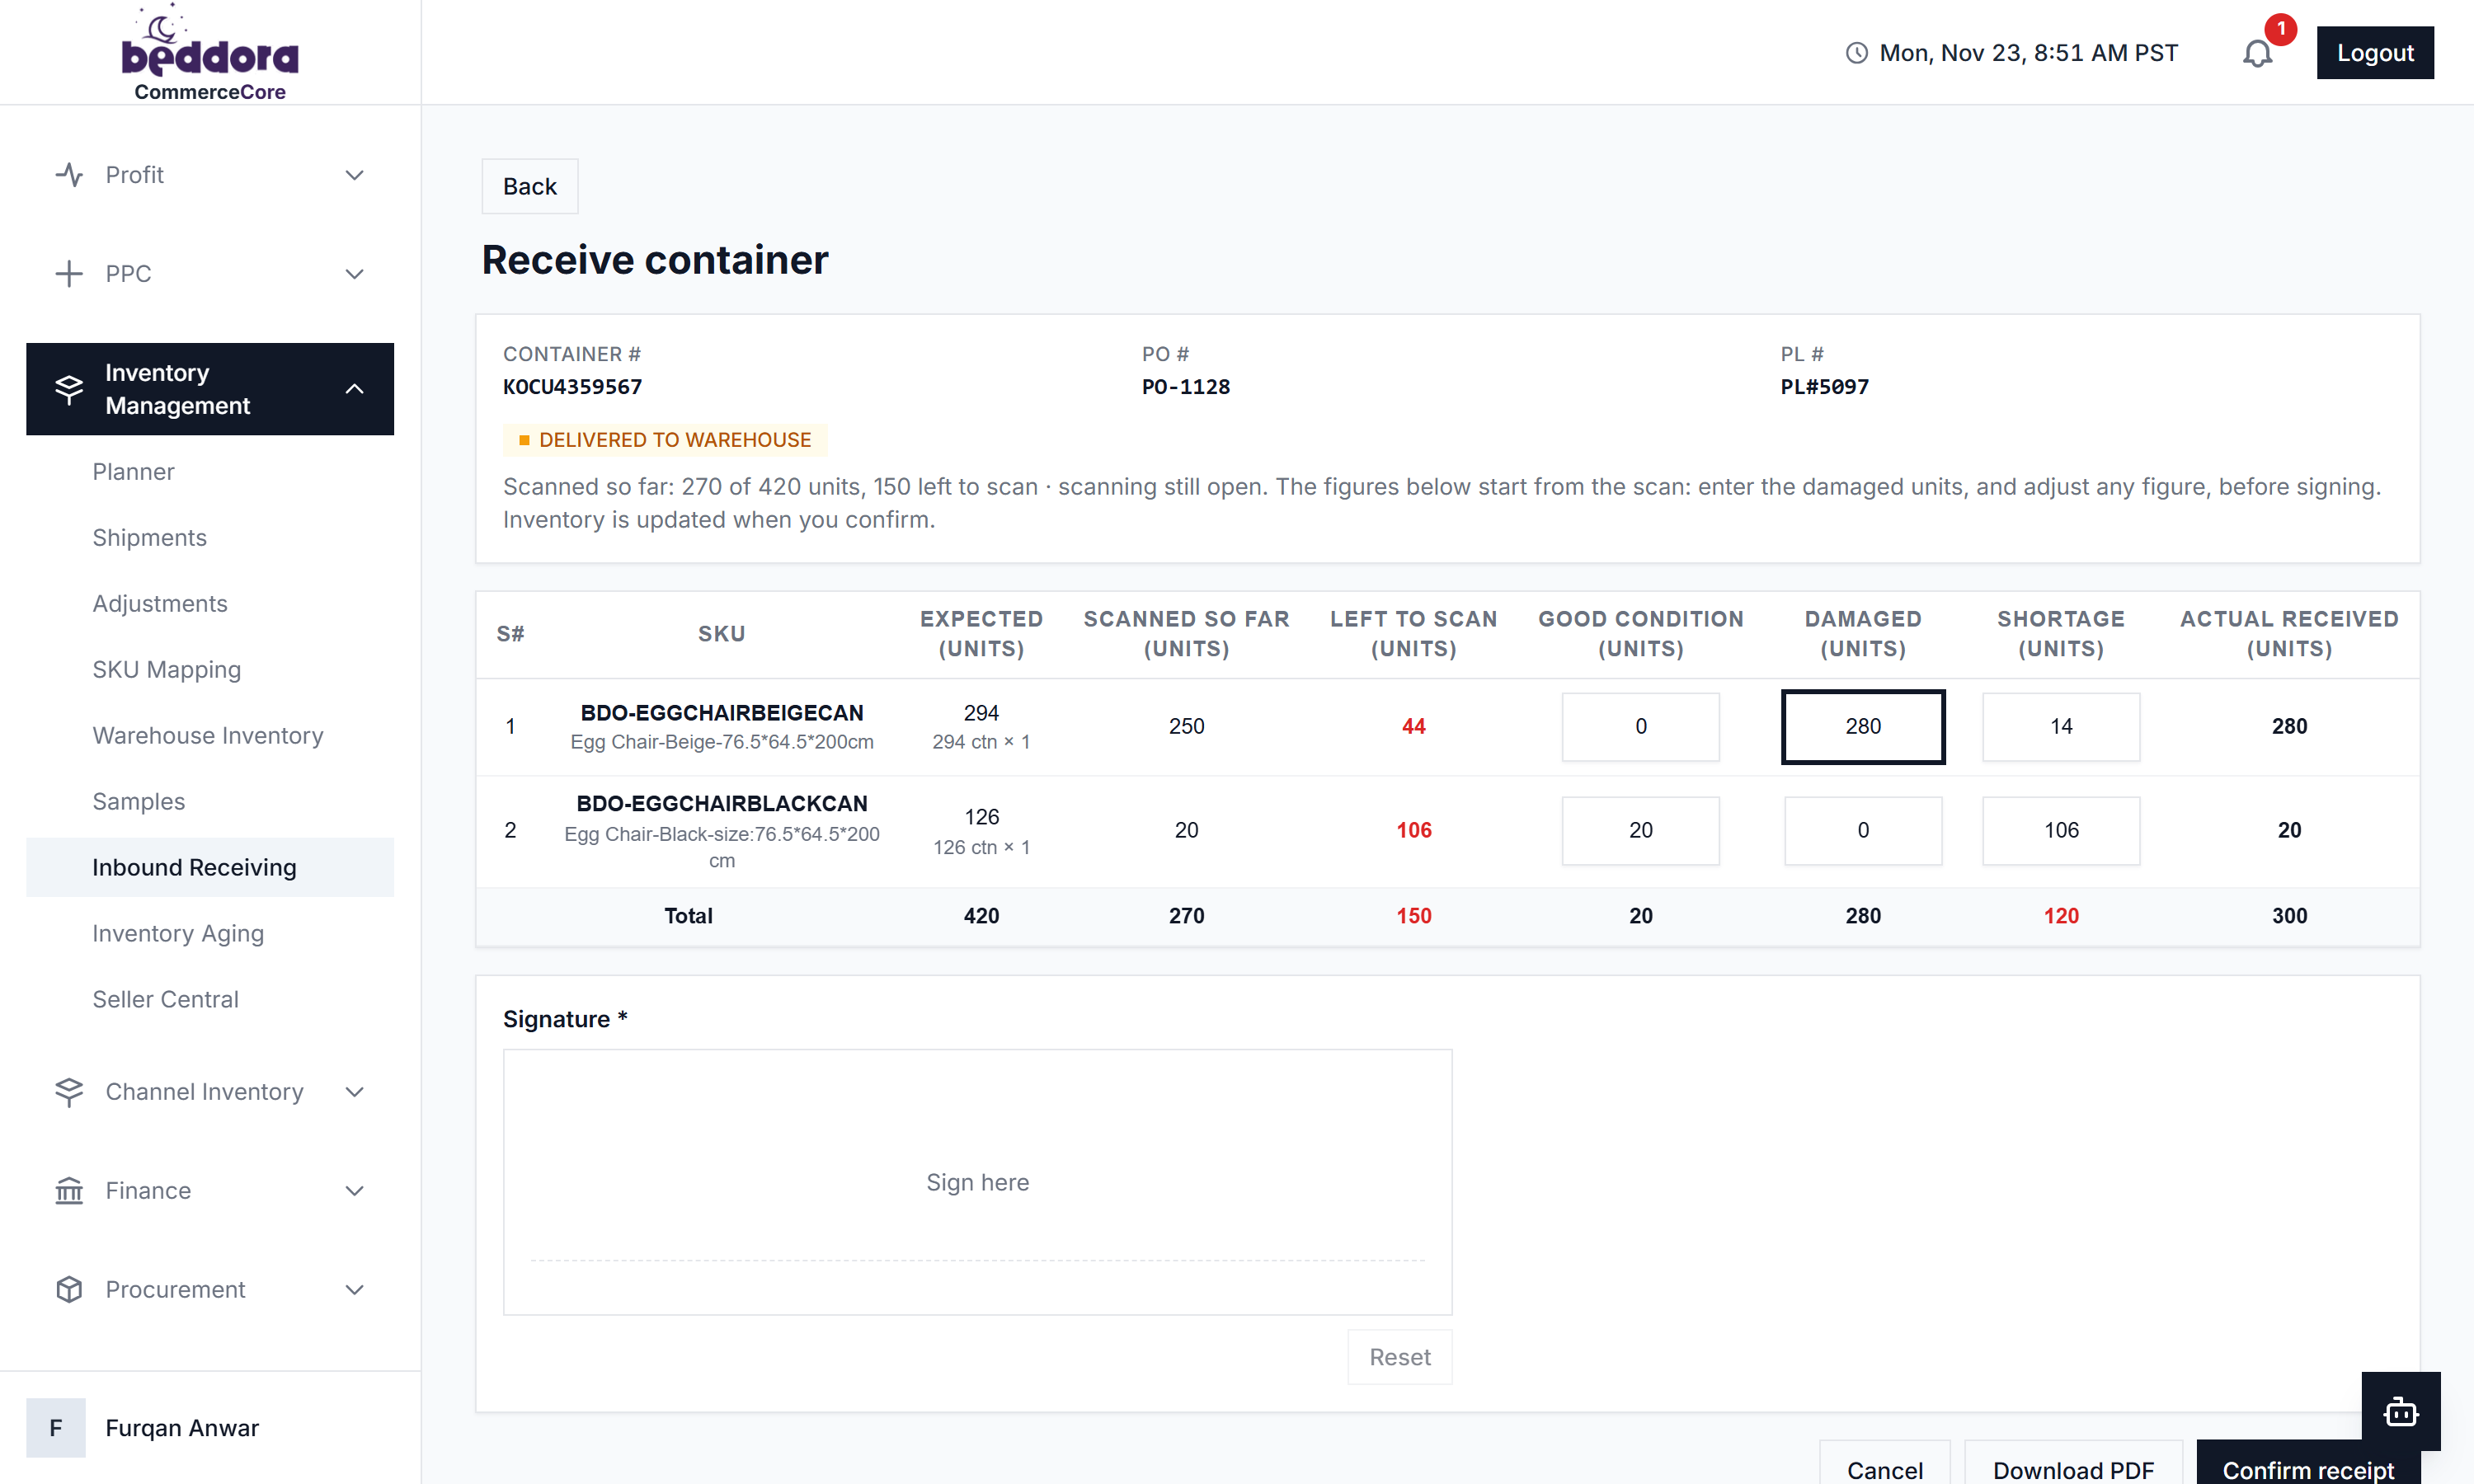 beddora
CommerceCore
Mon, Nov 23, 8:51 AM PST
1
Logout
Profit
PPC
Inventory
Management
Planner
Shipments
Adjustments
SKU Mapping
Warehouse Inventory
Samples
Inbound Receiving
Inventory Aging
Seller Central
Channel Inventory
Finance
Procurement
F
Furqan Anwar
Back
Receive container
CONTAINER #
PO #
PL #
KOCU4359567
PO-1128
PL#5097
DELIVERED TO WAREHOUSE
Scanned so far: 270 of 420 units, 150 left to scan · scanning still open. The figures below start from the scan: enter the damaged units, and adjust any figure, before signing.
Inventory is updated when you confirm.
S# SKU EXPECTED (UNITS) SCANNED SO FAR (UNITS) LEFT TO SCAN (UNITS) GOOD CONDITION (UNITS) DAMAGED (UNITS) SHORTAGE (UNITS) ACTUAL RECEIVED (UNITS)
1 BDO-EGGCHAIRBEIGECAN 294 250 44 0 280 14 280
Egg Chair-Beige-76.5*64.5*200cm 294 ctn × 1
2 BDO-EGGCHAIRBLACKCAN 126 20 106 20 0 106 20
Egg Chair-Black-size:76.5*64.5*200 126 ctn × 1
cm
Total 420 270 150 20 280 120 300
Signature *
Sign here
Reset
Cancel
Download PDF
Confirm receipt